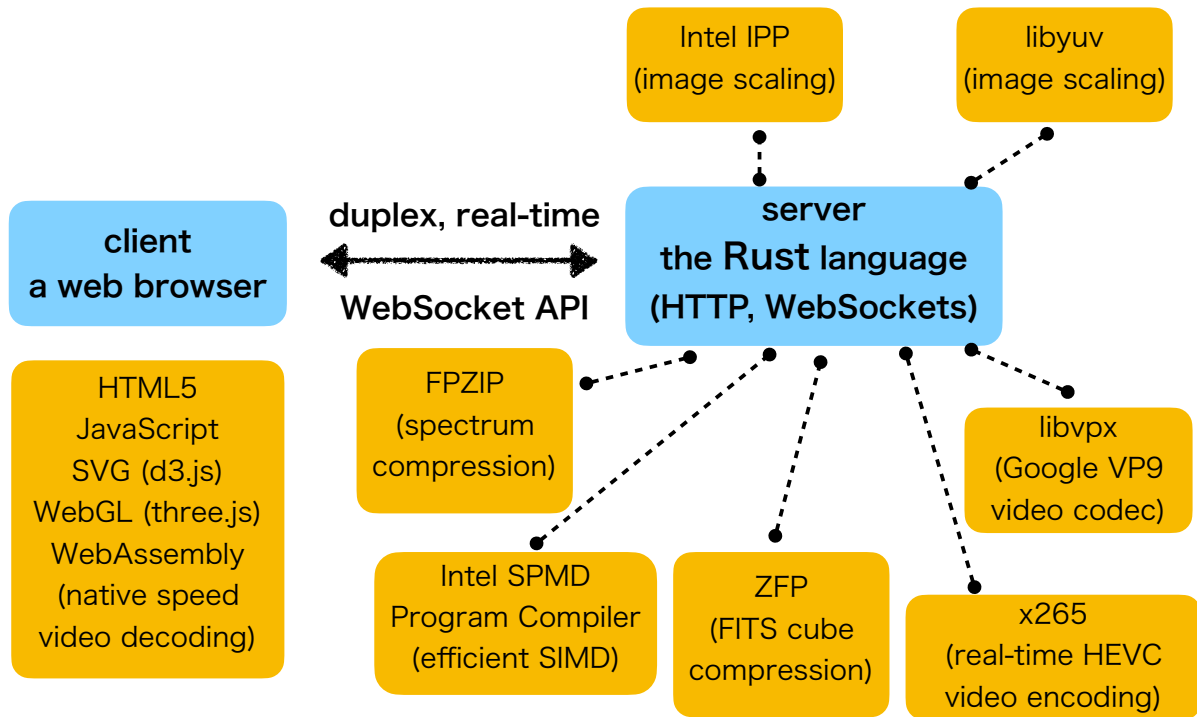 Intel IPP
(image scaling)
libyuv
(image scaling)
client
a web browser
duplex, real-time
WebSocket API
server
the Rust language
(HTTP, WebSockets)
HTML5
JavaScript
SVG (d3.js)
WebGL (three.js)
WebAssembly
(native speed
video decoding)
FPZIP
(spectrum
compression)
libvpx
(Google VP9
video codec)
Intel SPMD
Program Compiler
(efficient SIMD)
ZFP
(FITS cube
compression)
x265
(real-time HEVC
video encoding)